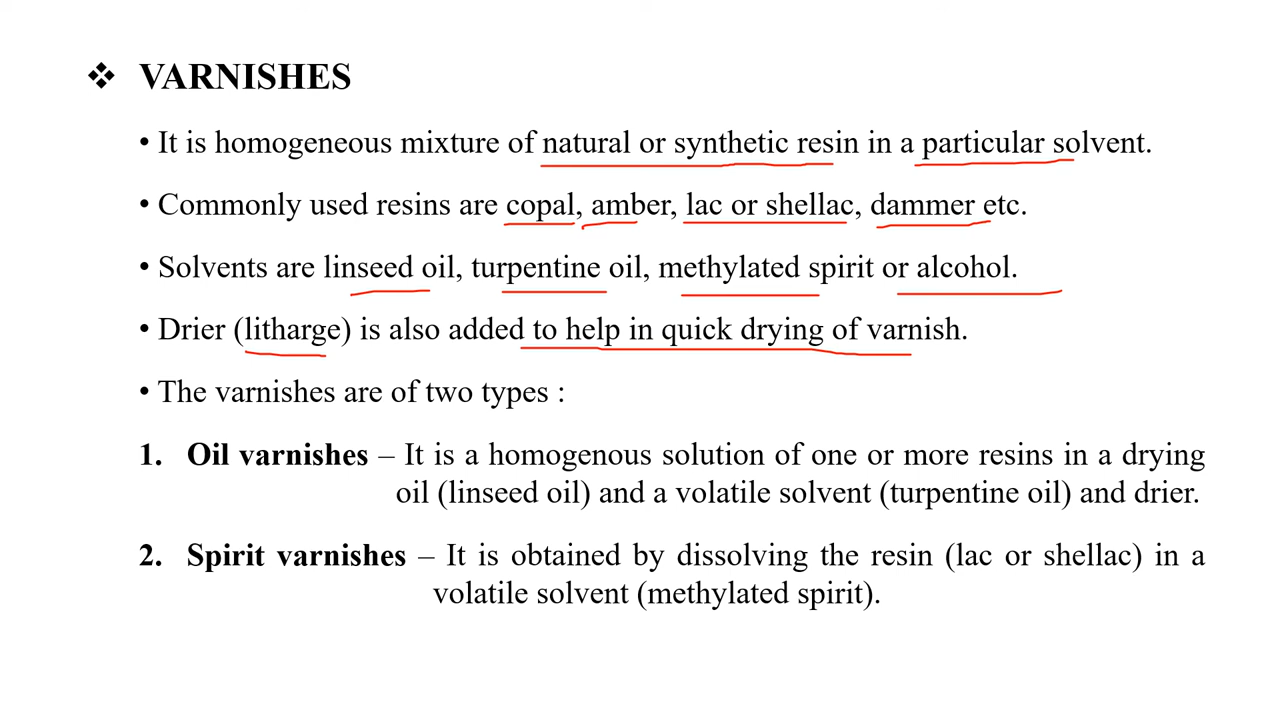 ❖ VARNISHES
• It is homogeneous mixture of natural or synthetic resin in a particular solvent.
• Commonly used resins are copal, amber, lac or shellac, dammer etc.
• Solvents are linseed oil, turpentine oil, methylated spirit or alcohol.
• Drier (litharge) is also added to help in quick drying of varnish.
• The varnishes are of two types :
1. Oil varnishes – It is a homogenous solution of one or more resins in a drying
oil (linseed oil) and a volatile solvent (turpentine oil) and drier.
2. Spirit varnishes – It is obtained by dissolving the resin (lac or shellac) in a
volatile solvent (methylated spirit).